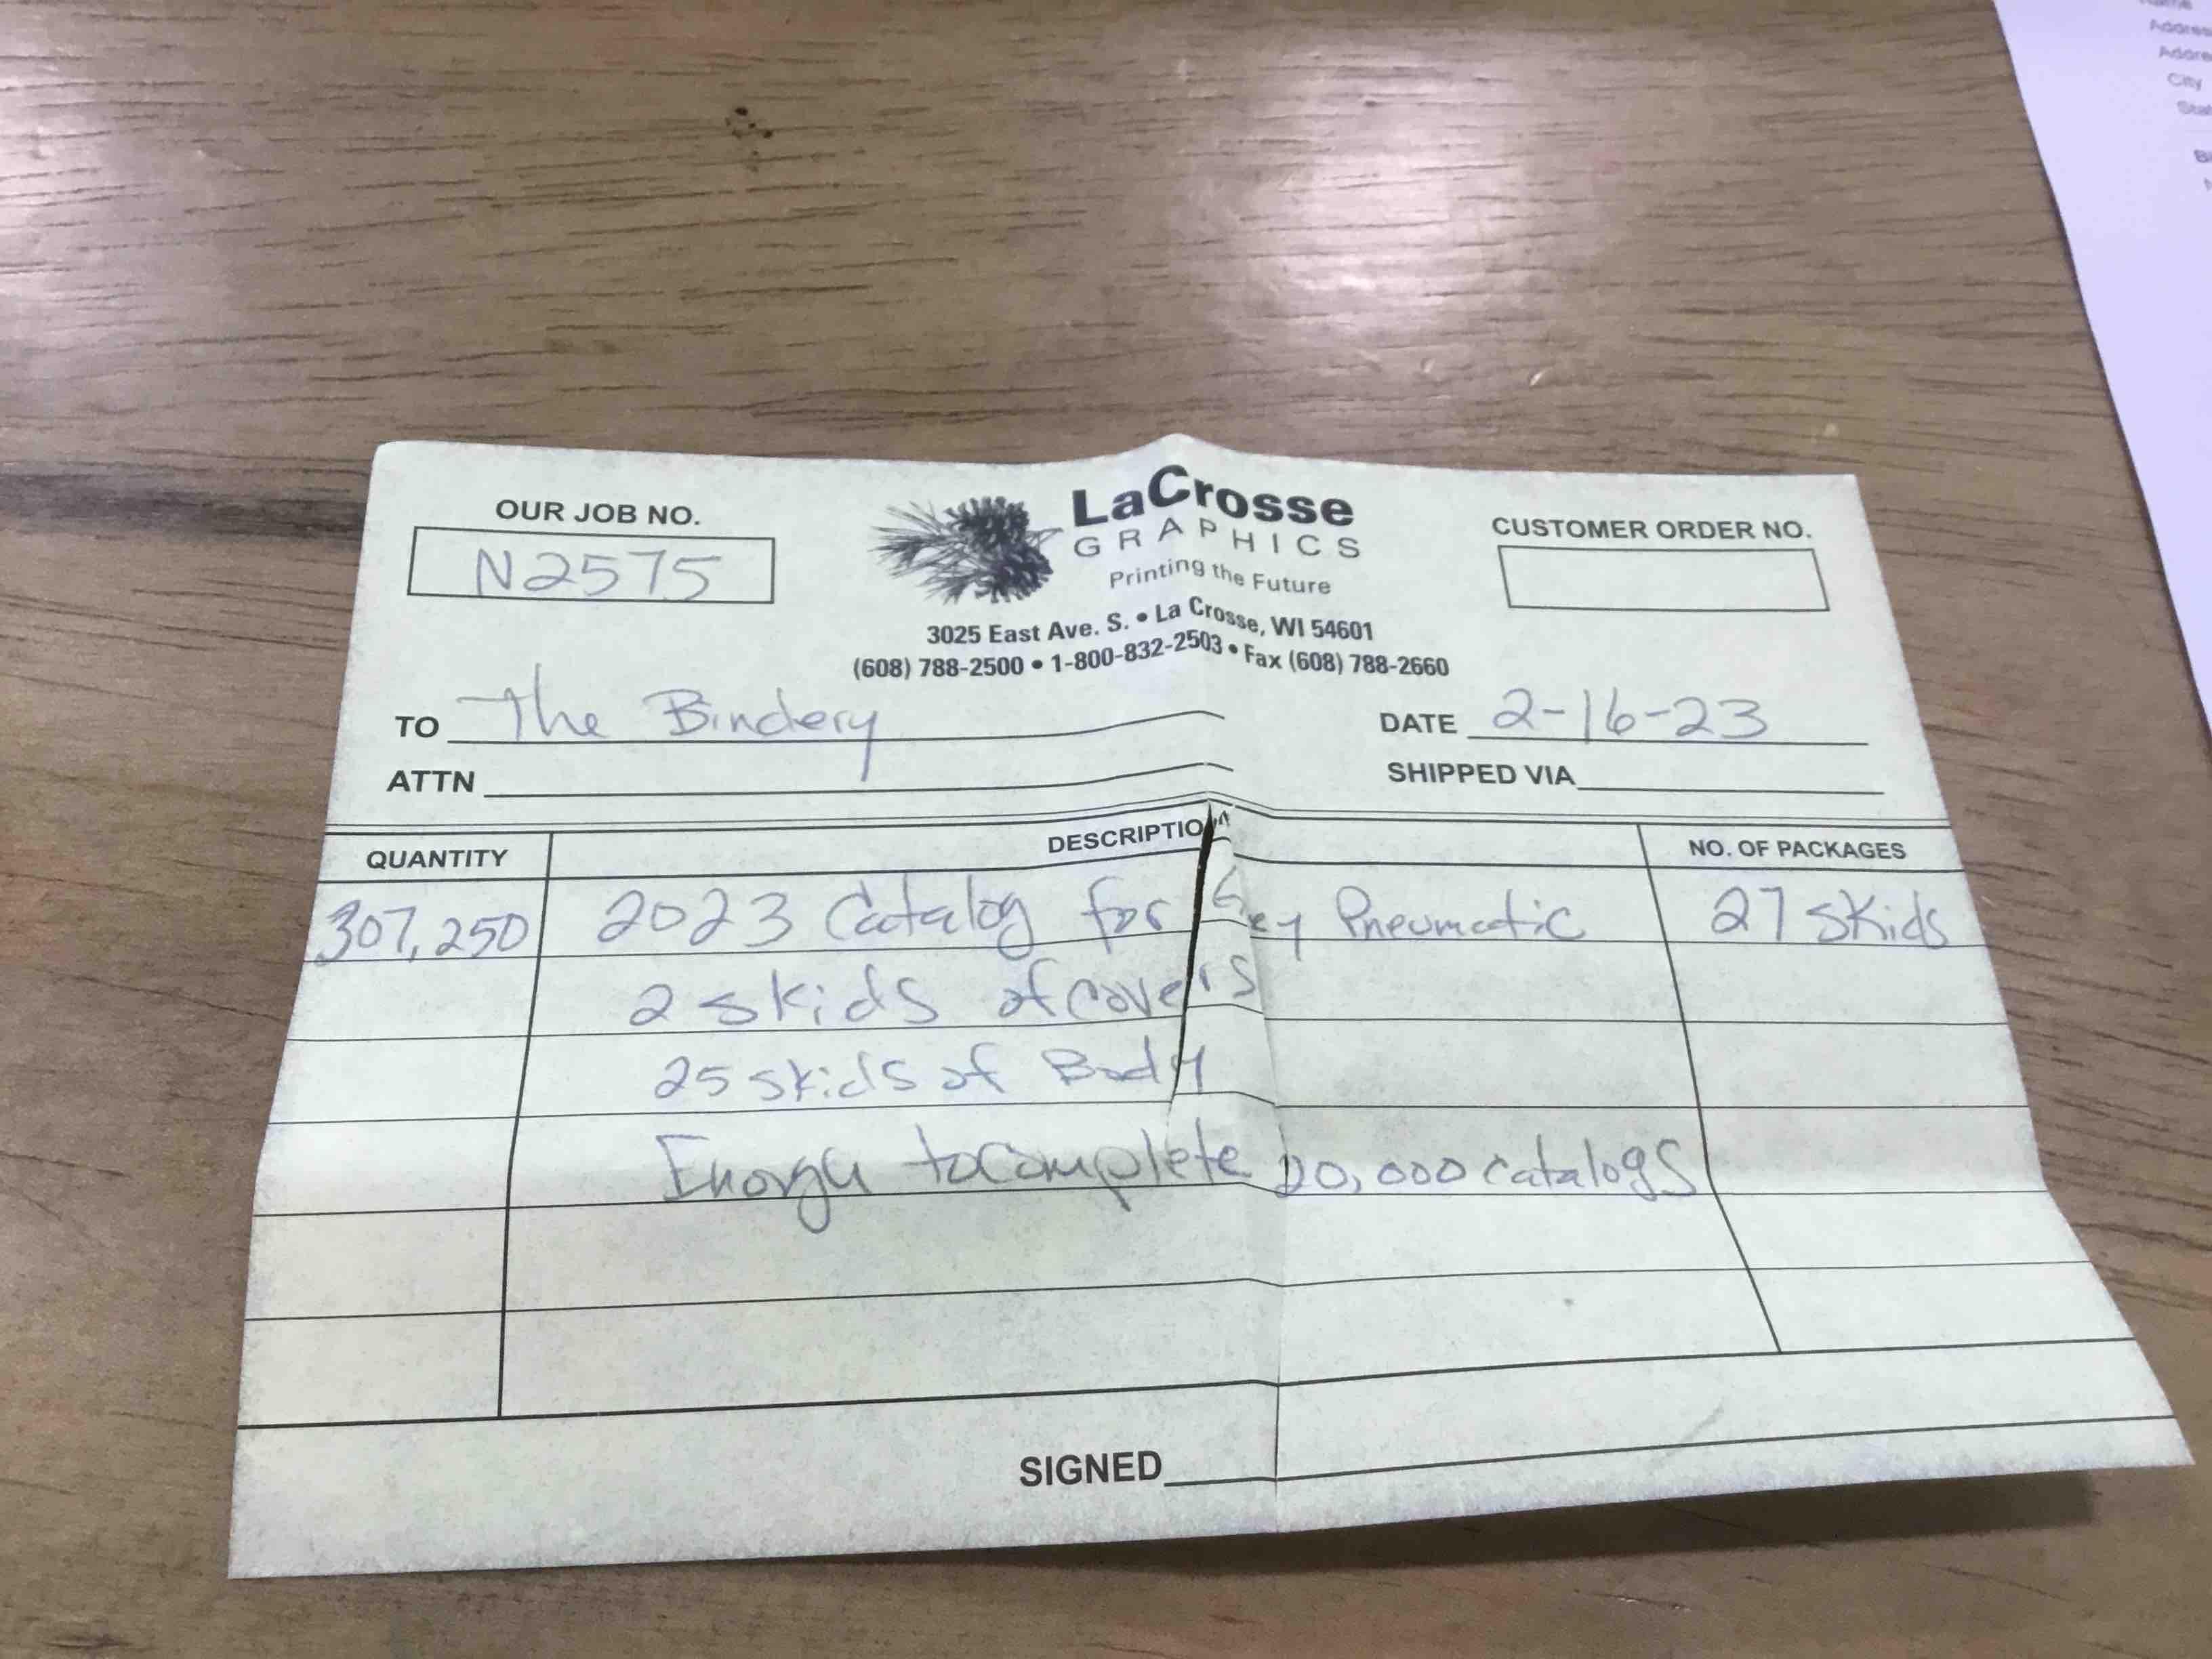 OUR JOB NO.
N2575
LaCrosse
GRAPHICS
Printing the Future
3025 East Ave. S. • La Crosse, WI 54601
(608) 788-2500 • 1-800-832-2503 • Fax (608) 788-2660
CUSTOMER ORDER NO.
TO The Bindery
DATE 2-16-23
ATTN
SHIPPED VIA
QUANTITY DESCRIPTION NO. OF PACKAGES
307,250 2023 Catalog for Pneumatic 27 skids
2 skids of covers
25 skids of Body
to complete 20,000 catalogs
SIGNED
Address
City